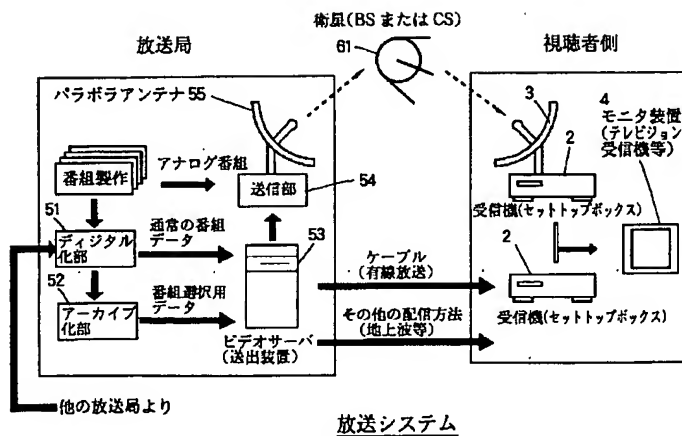 衛星(BS または CS)
61
放送局
視聴者側
パラボラアンテナ 55
3
4
モニタ装置
(テレビジョン
受信機等)
2
番組製作
アナログ番組
送信部
54
受信機(セットトップボックス)
51
ディジタル
化部
通常の番組
データ
53
ケーブル
(有線放送)
2
52
アーカイブ
化部
番組選択用
データ
その他の配信方法
(地上波等)
受信機(セットトップボックス)
ビデオサーバ
(送出装置)
他の放送局より
放送システム